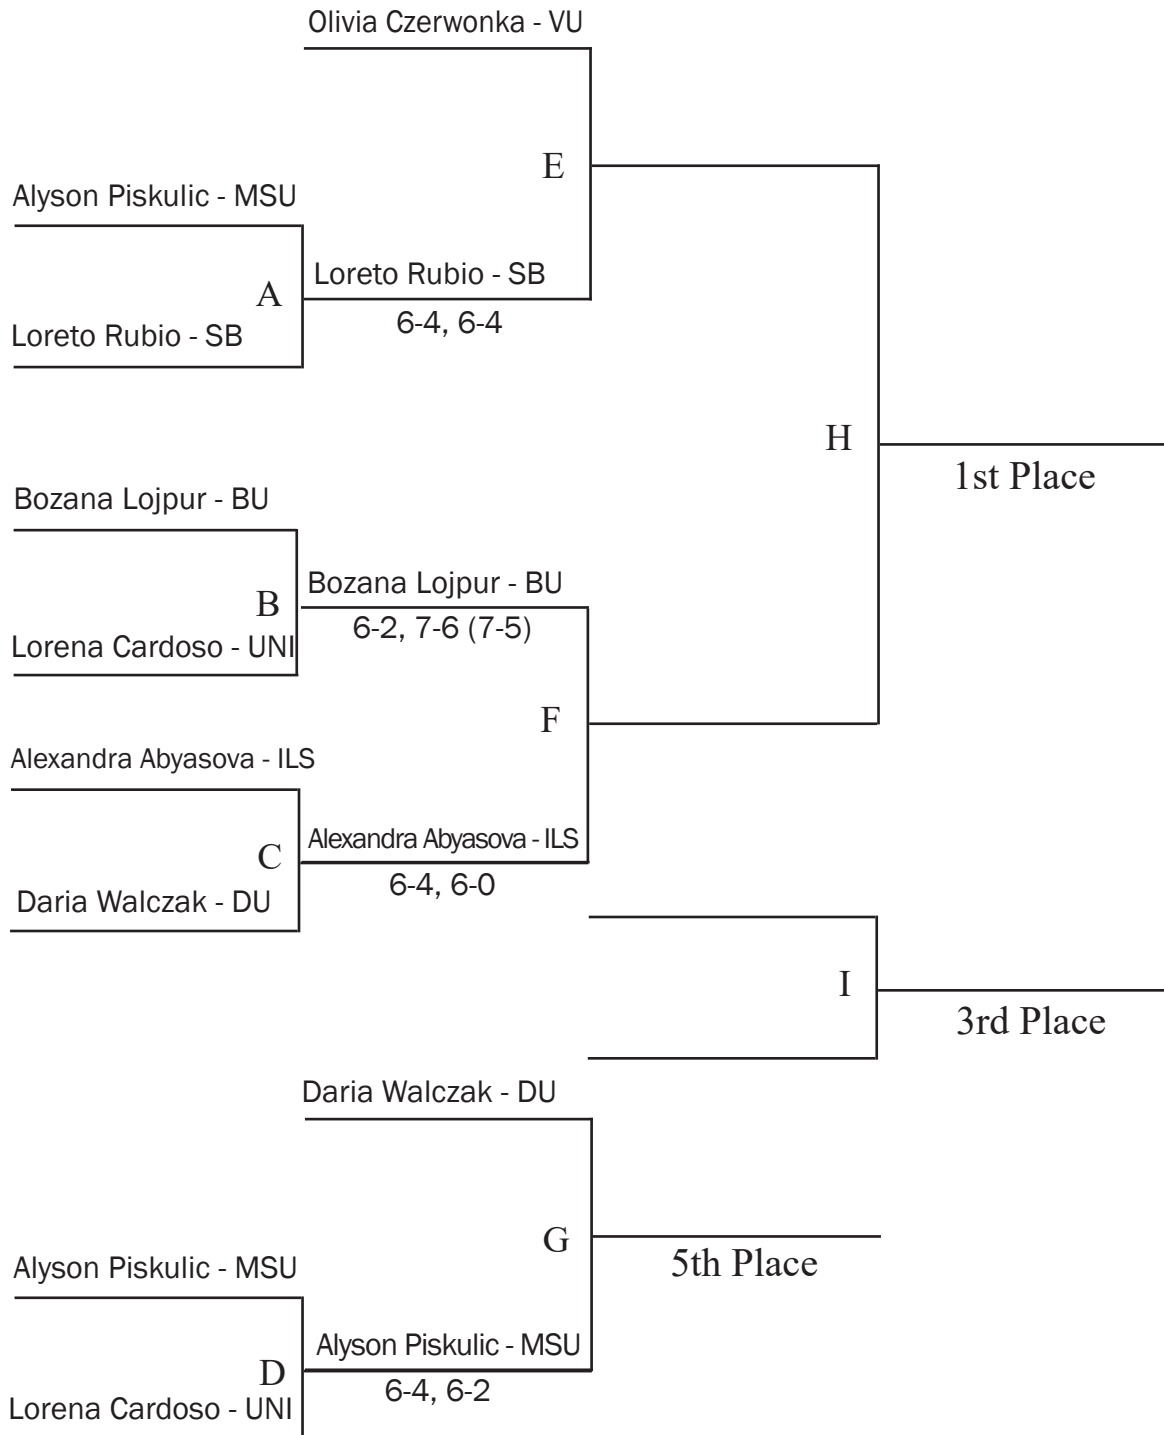 Olivia Czerwonka - VU
E
Alyson Piskulic - MSU
Loreto Rubio - SB
A
6-4, 6-4
Loreto Rubio - SB
H
1st Place
Bozana Lojpur - BU
Bozana Lojpur - BU
B
6-2, 7-6 (7-5)
Lorena Cardoso - UNI
F
Alexandra Abyasova - ILS
Alexandra Abyasova - ILS
C
6-4, 6-0
Daria Walczak - DU
I
3rd Place
Daria Walczak - DU
G
5th Place
Alyson Piskulic - MSU
Alyson Piskulic - MSU
D
6-4, 6-2
Lorena Cardoso - UNI